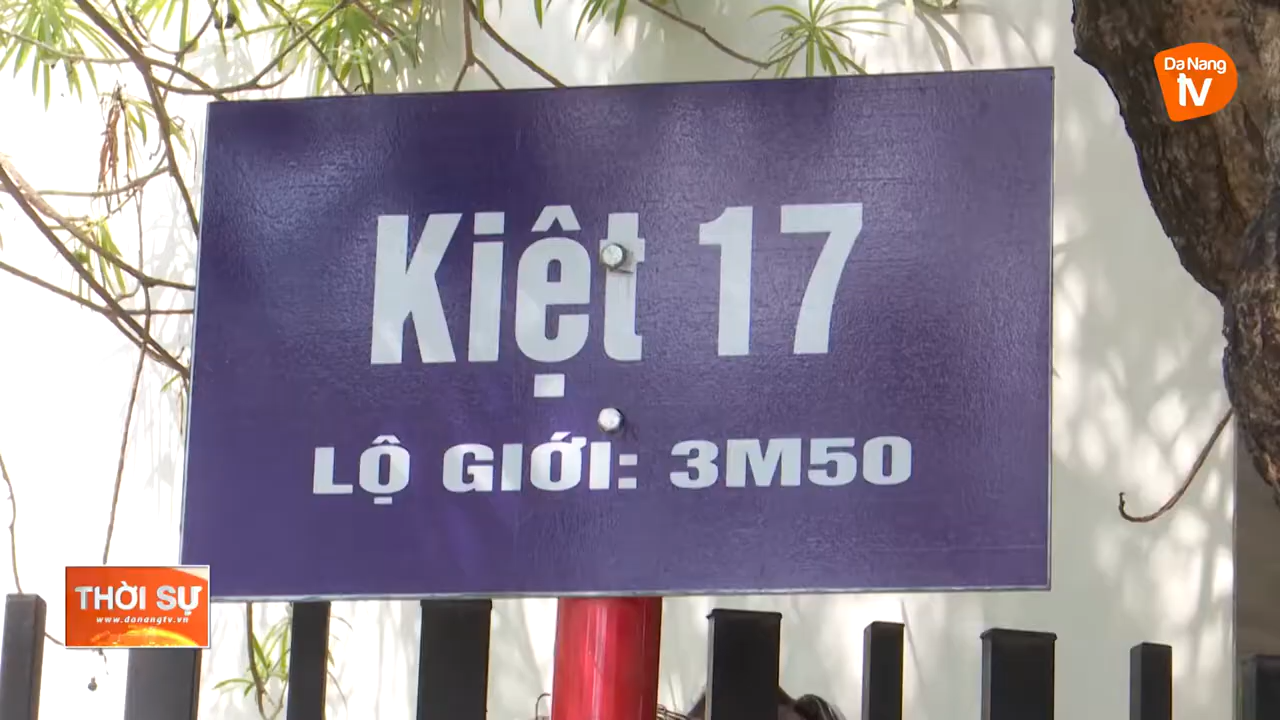 Da Nang
tv
Kiệt 17
LỘ GIỚI: 3M50
THỜI SỰ
www.danangtv.vn